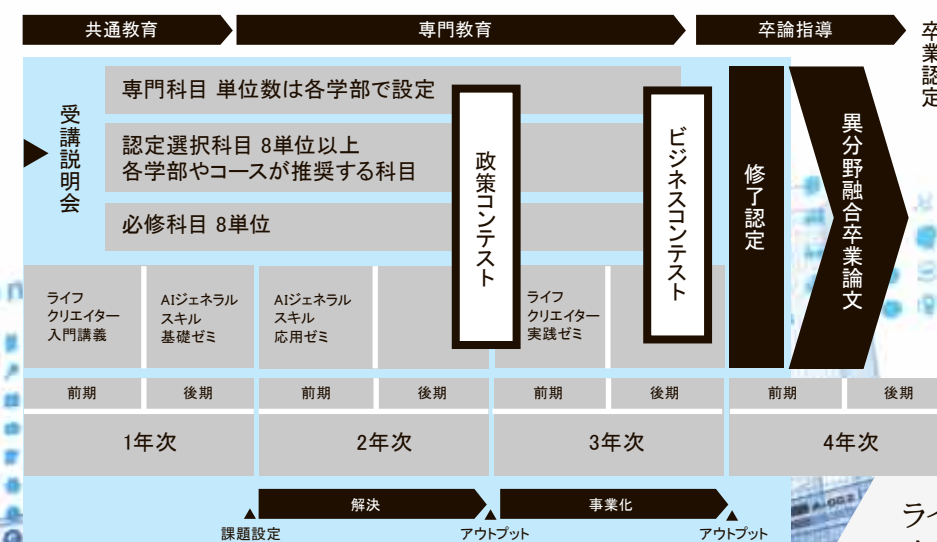 共通教育
専門教育
卒論指導
卒業認定
受講説明会
専門科目 単位数は各学部で設定
認定選択科目 8単位以上
各学部やコースが推奨する科目
必修科目 8単位
政策コンテスト
ビジネスコンテスト
修了認定
異分野融合卒業論文
ライフ
クリエイター
入門講義
AIジェネラル
スキル
基礎ゼミ
AIジェネラル
スキル
応用ゼミ
ライフ
クリエイター
実践ゼミ
前期
後期
前期
後期
前期
後期
前期
後期
1年次
2年次
3年次
4年次
解決
事業化
課題設定
アウトプット
アウトプット